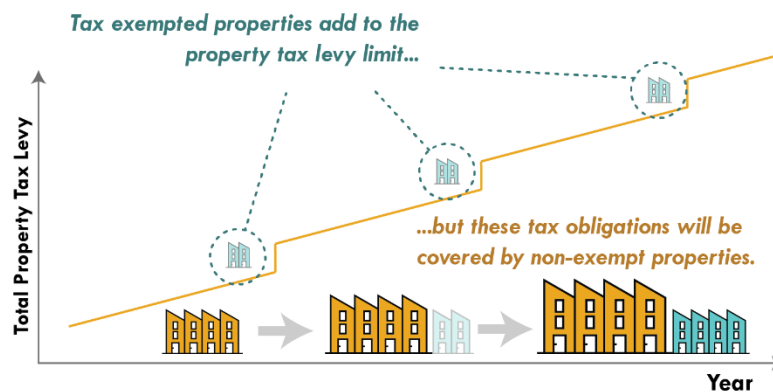 Tax exempted properties add to the
property tax levy limit...
Total Property Tax Levy
...but these tax obligations will be
covered by non-exempt properties.
Year